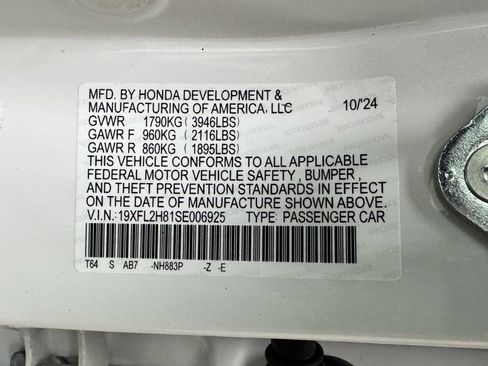 MFD. BY HONDA DEVELOPMENT &
MANUFACTURING OF AMERICA, LLC 10/'24
GVWR 1790KG (3946LBS)
GAWR F 960KG (2116LBS)
GAWR R 860KG (1895LBS)
THIS VEHICLE CONFORMS TO ALL APPLICABLE
FEDERAL MOTOR VEHICLE SAFETY, BUMPER,
AND THEFT PREVENTION STANDARDS IN EFFECT
ON THE DATE OF MANUFACTURE SHOWN ABOVE.
V.I.N.: 19XFL2H81SE006925 TYPE: PASSENGER CAR
T64 S AB7 -NH883P -Z -E